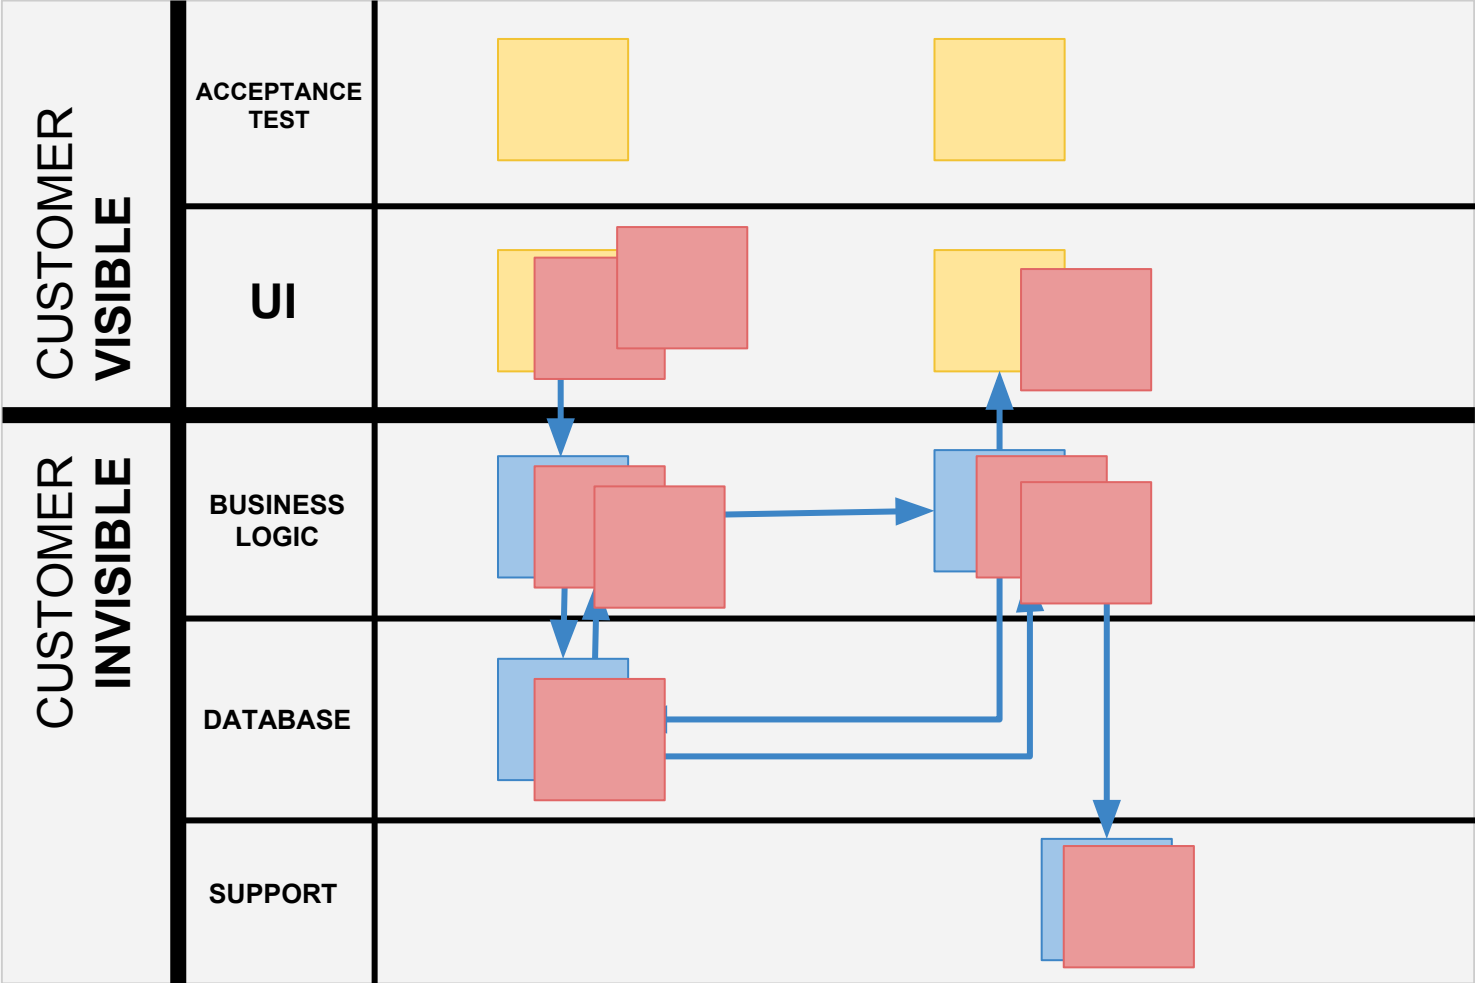 CUSTOMER
VISIBLE
ACCEPTANCE
TEST
UI
CUSTOMER
INVISIBLE
BUSINESS
LOGIC
DATABASE
SUPPORT